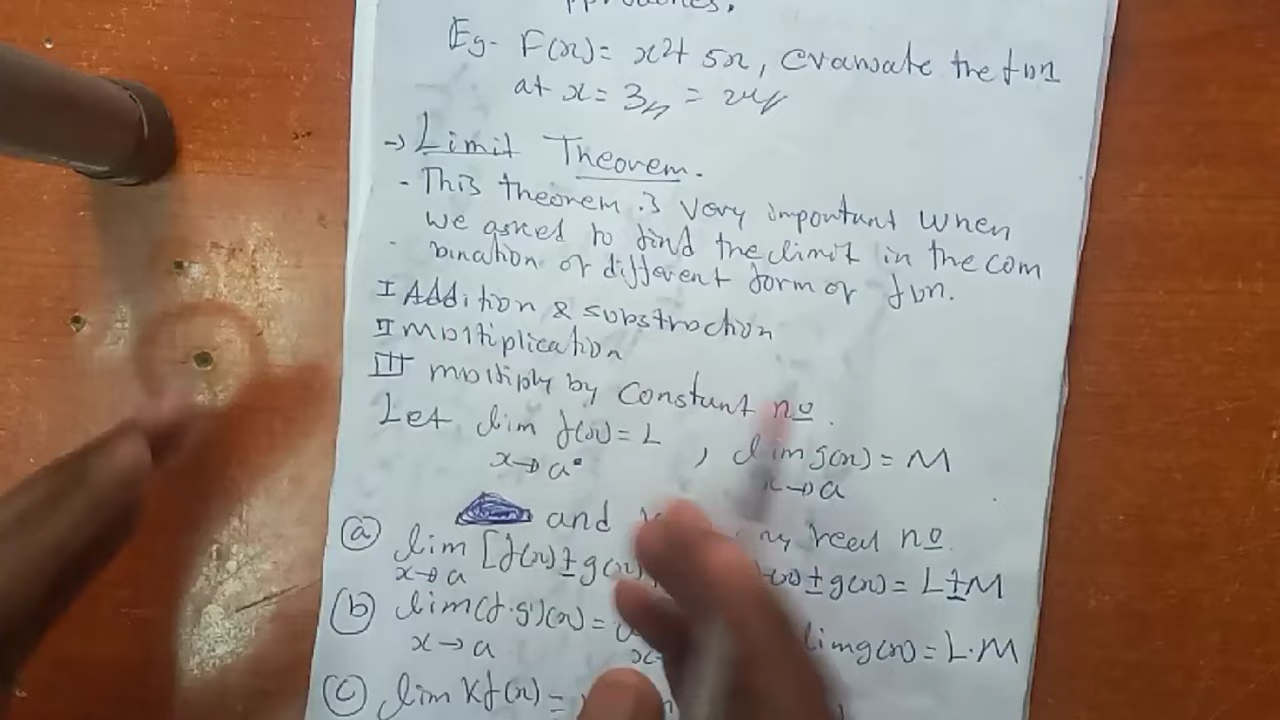 Eg- F(x) = x² + 5x, evaluate the fun
at x = 3 = 24
→ Limit Theorem.
- This theorem is very important when
we asked to find the limit in the com
bination of different form of fun.
I Addition & substraction
II multiplication
III multiply by constant no.
Let lim f(x) = L , lim g(x) = M
x→a x→a
and real no.
(a) lim [f(x) ± g(x) f(x) ± g(x) = L ± M
x→a
(b) lim (f.g)(x) = lim g(x) = L.M
x→a
(c) lim Kf(x) =